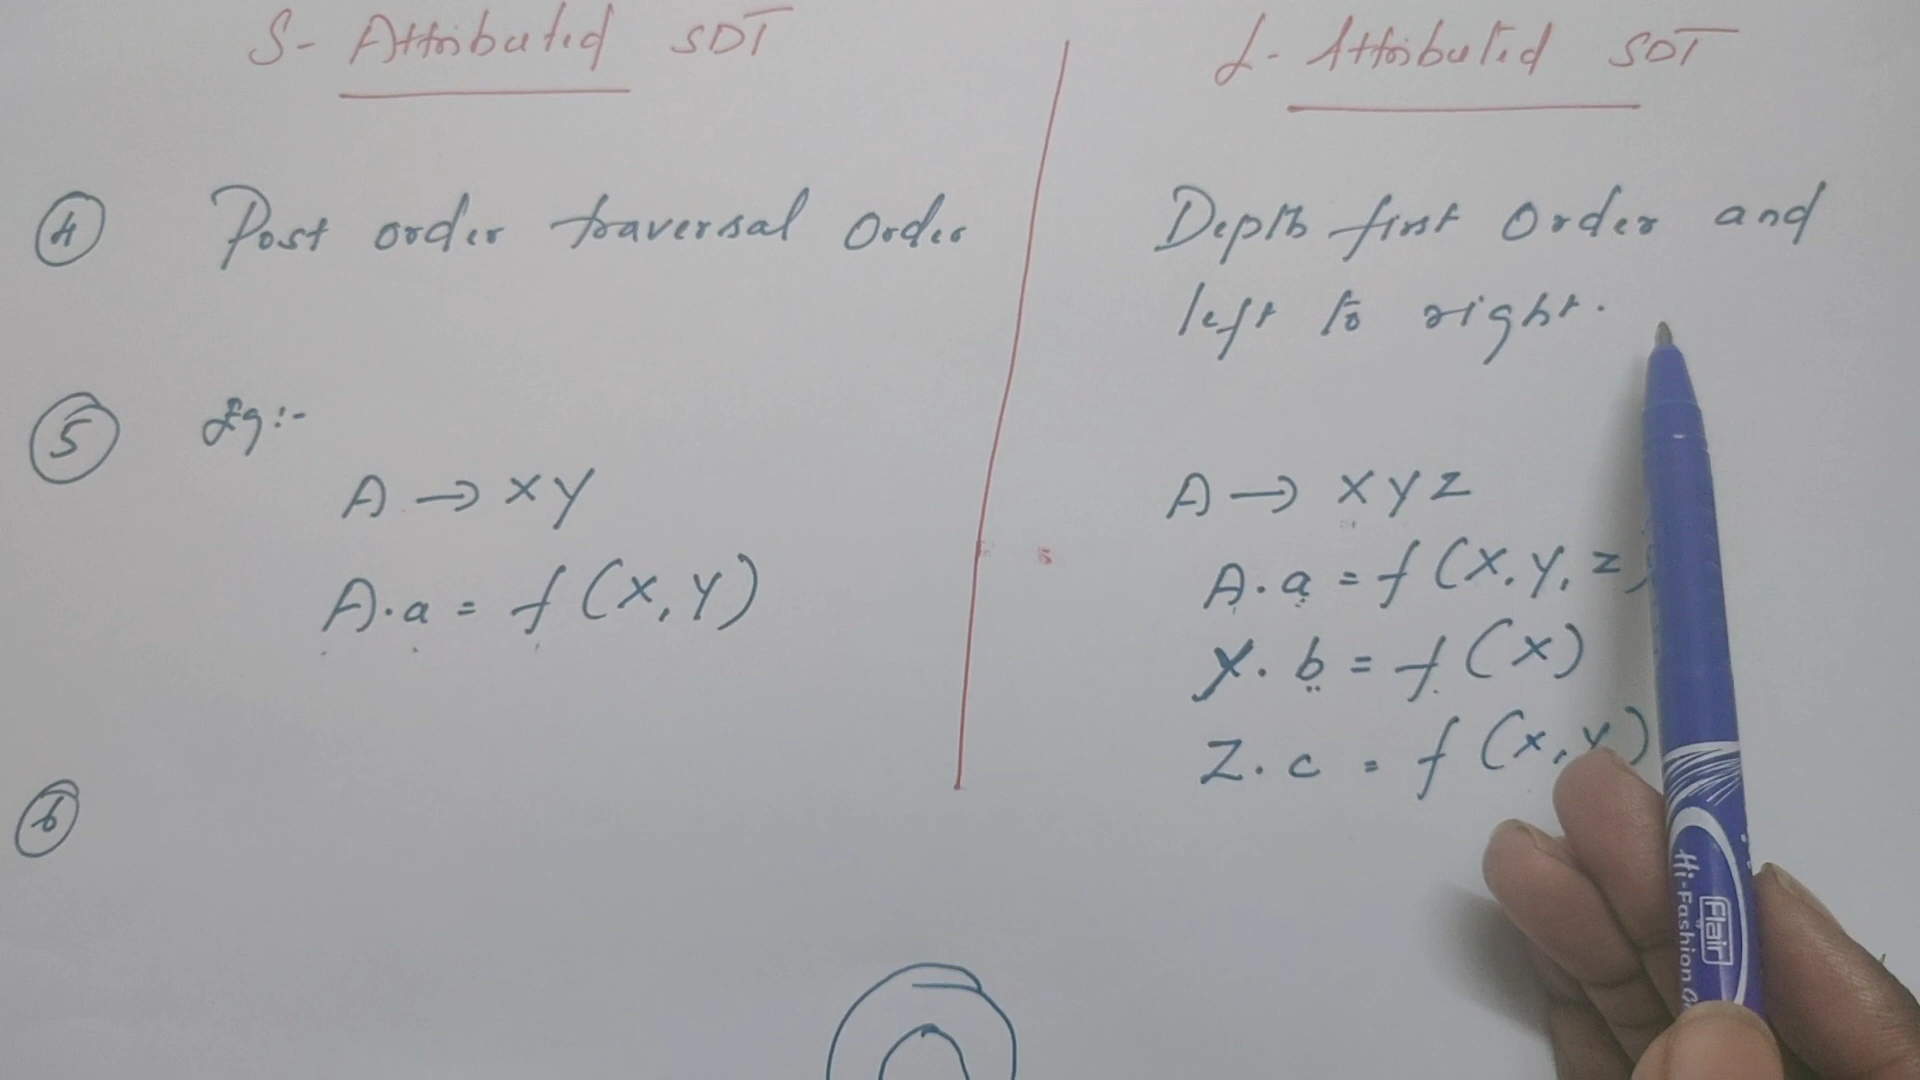 S- Attributed SDT
L- Attributed SDT
④ Post order traversal Order
Depth first Order and
left to right.
⑤ Eg:-
A → XY
A.a = f(X,Y)
A → XYZ
A.a = f(X,Y,Z)
Y.b = f(X)
Z.c = f(X,Y)
⑥
Flair
Hi-Fashion